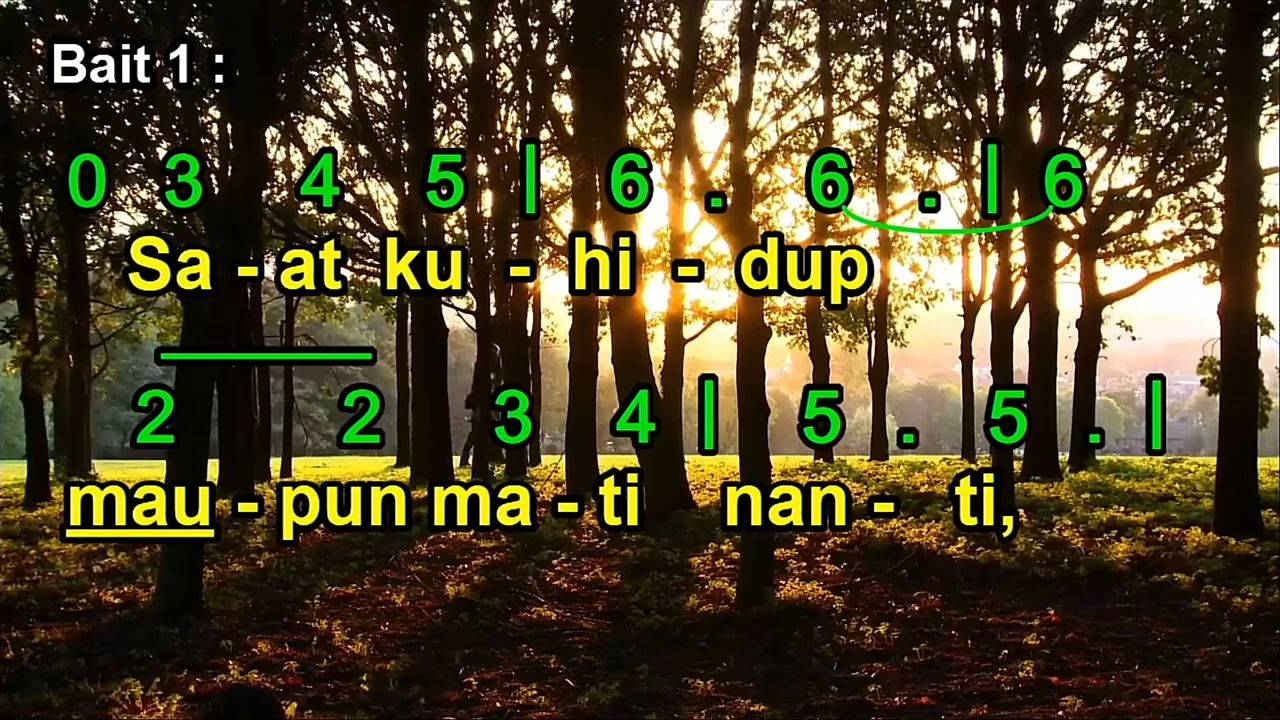 Bait 1 :
0 3 4 5 | 6 . 6 . | 6
Sa - at ku - hi - dup
2 2 3 4 | 5 . 5 . |
mau - pun ma - ti nan - ti,